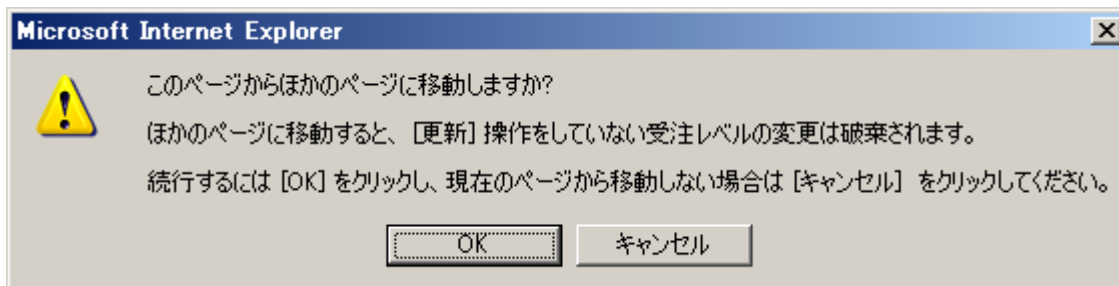 Microsoft Internet Explorer
このページからほかのページに移動しますか?
ほかのページに移動すると、[更新] 操作をしていない受注レベルの変更は破棄されます。
続行するには [OK] をクリックし、現在のページから移動しない場合は [キャンセル] をクリックしてください。
OK
キャンセル